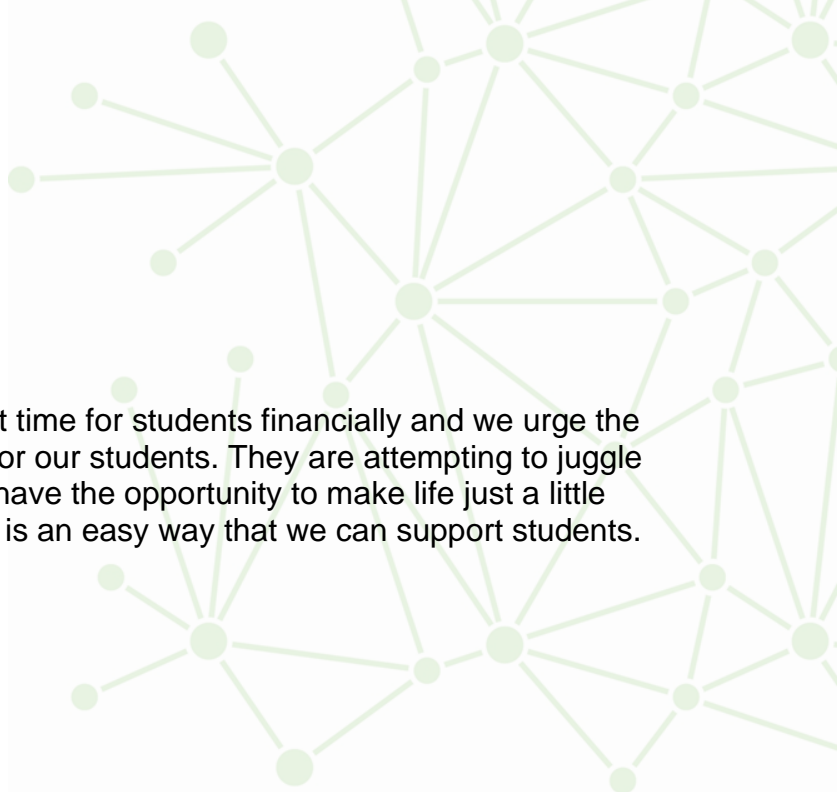 t time for students financially and we urge the
or our students. They are attempting to juggle
have the opportunity to make life just a little
is an easy way that we can support students.